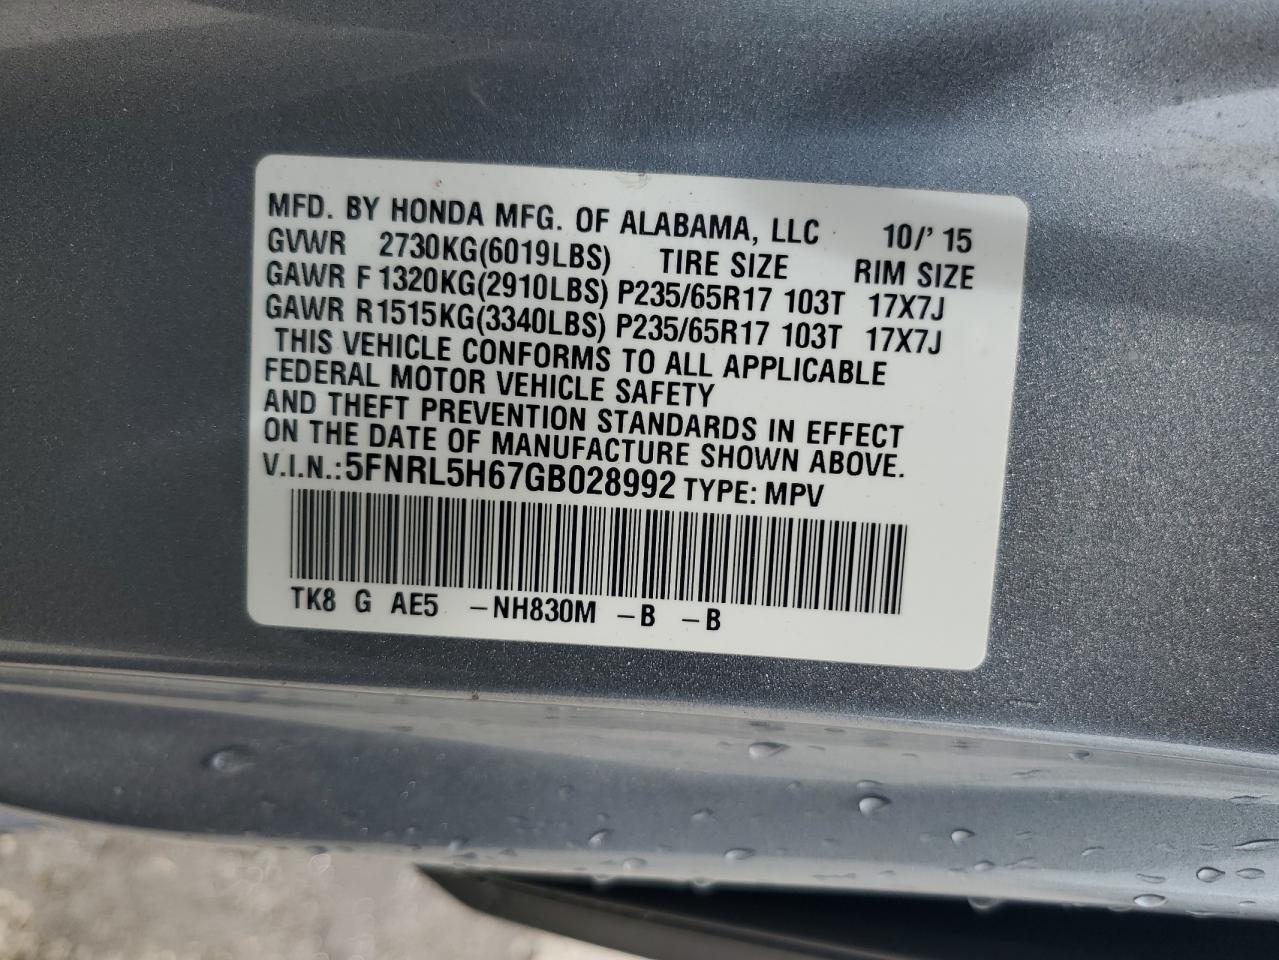 MFD. BY HONDA MFG. OF ALABAMA, LLC 10/' 15
GVWR 2730KG(6019LBS) TIRE SIZE RIM SIZE
GAWR F 1320KG(2910LBS) P235/65R17 103T 17X7J
GAWR R1515KG(3340LBS) P235/65R17 103T 17X7J
THIS VEHICLE CONFORMS TO ALL APPLICABLE
FEDERAL MOTOR VEHICLE SAFETY
AND THEFT PREVENTION STANDARDS IN EFFECT
ON THE DATE OF MANUFACTURE SHOWN ABOVE.
V.I.N.:5FNRL5H67GB028992 TYPE: MPV
TK8 G AE5 -NH830M -B -B